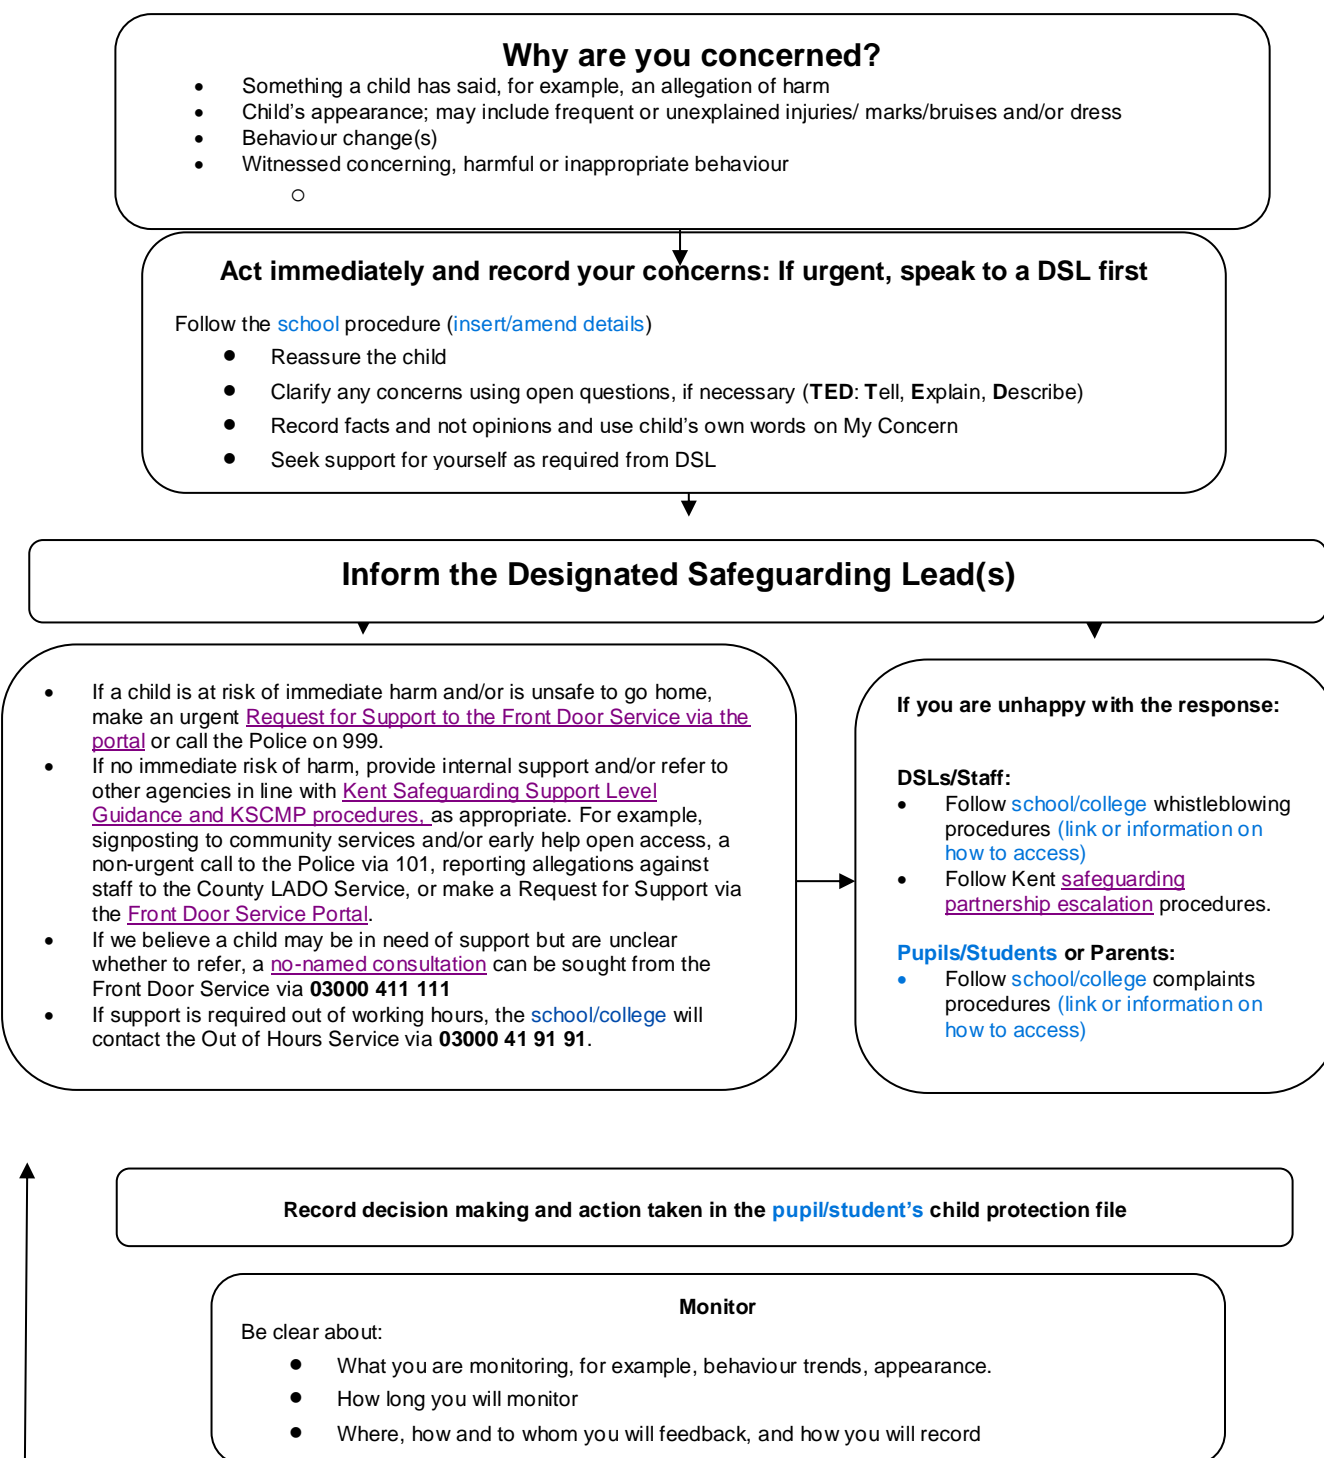 Why are you concerned?
• Something a child has said, for example, an allegation of harm
• Child’s appearance; may include frequent or unexplained injuries/ marks/bruises and/or dress
• Behaviour change(s)
• Witnessed concerning, harmful or inappropriate behaviour
○
Act immediately and record your concerns: If urgent, speak to a DSL first
Follow the school procedure (insert/amend details)
• Reassure the child
• Clarify any concerns using open questions, if necessary (TED: Tell, Explain, Describe)
• Record facts and not opinions and use child’s own words on My Concern
• Seek support for yourself as required from DSL
Inform the Designated Safeguarding Lead(s)
• If a child is at risk of immediate harm and/or is unsafe to go home,
make an urgent Request for Support to the Front Door Service via the
portal or call the Police on 999.
• If no immediate risk of harm, provide internal support and/or refer to
other agencies in line with Kent Safeguarding Support Level
Guidance and KSCMP procedures, as appropriate. For example,
signposting to community services and/or early help open access, a
non-urgent call to the Police via 101, reporting allegations against
staff to the County LADO Service, or make a Request for Support via
the Front Door Service Portal.
• If we believe a child may be in need of support but are unclear
whether to refer, a no-named consultation can be sought from the
Front Door Service via 03000 411 111
• If support is required out of working hours, the school/college will
contact the Out of Hours Service via 03000 41 91 91.
If you are unhappy with the response:
DSLs/Staff:
• Follow school/college whistleblowing
procedures (link or information on
how to access)
• Follow Kent safeguarding
partnership escalation procedures.
Pupils/Students or Parents:
• Follow school/college complaints
procedures (link or information on
how to access)
Record decision making and action taken in the pupil/student’s child protection file
Monitor
Be clear about:
• What you are monitoring, for example, behaviour trends, appearance.
• How long you will monitor
• Where, how and to whom you will feedback, and how you will record